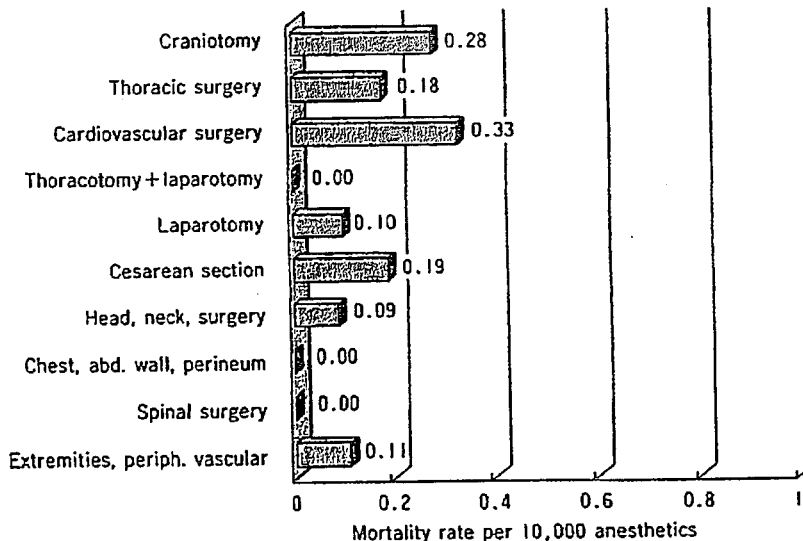 Craniotomy 0.28
Thoracic surgery 0.18
Cardiovascular surgery 0.33
Thoracotomy + laparotomy 0.00
Laparotomy 0.10
Cesarean section 0.19
Head, neck, surgery 0.09
Chest, abd. wall, perineum 0.00
Spinal surgery 0.00
Extremities, periph. vascular 0.11
0 0.2 0.4 0.6 0.8 1
Mortality rate per 10,000 anesthetics